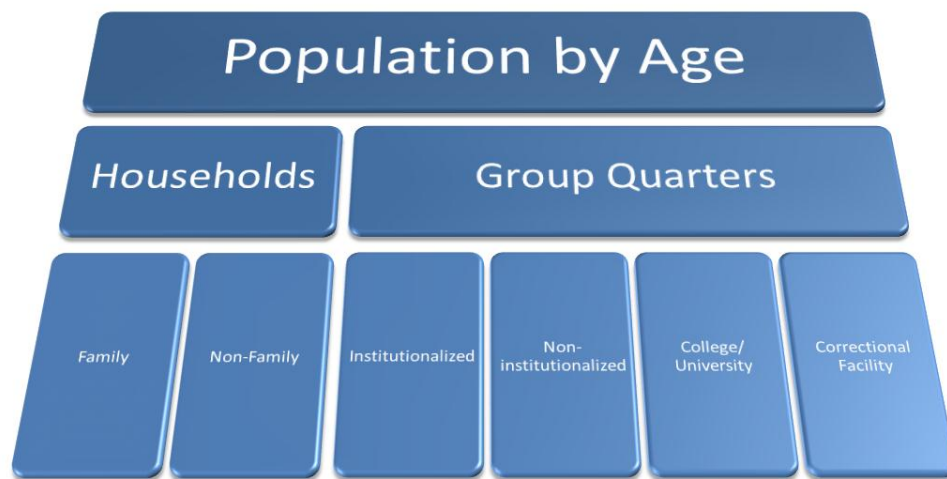 Population by Age
Households
Group Quarters
Family
Non-Family
Institutionalized
Non-
institutionalized
College/
University
Correctional
Facility